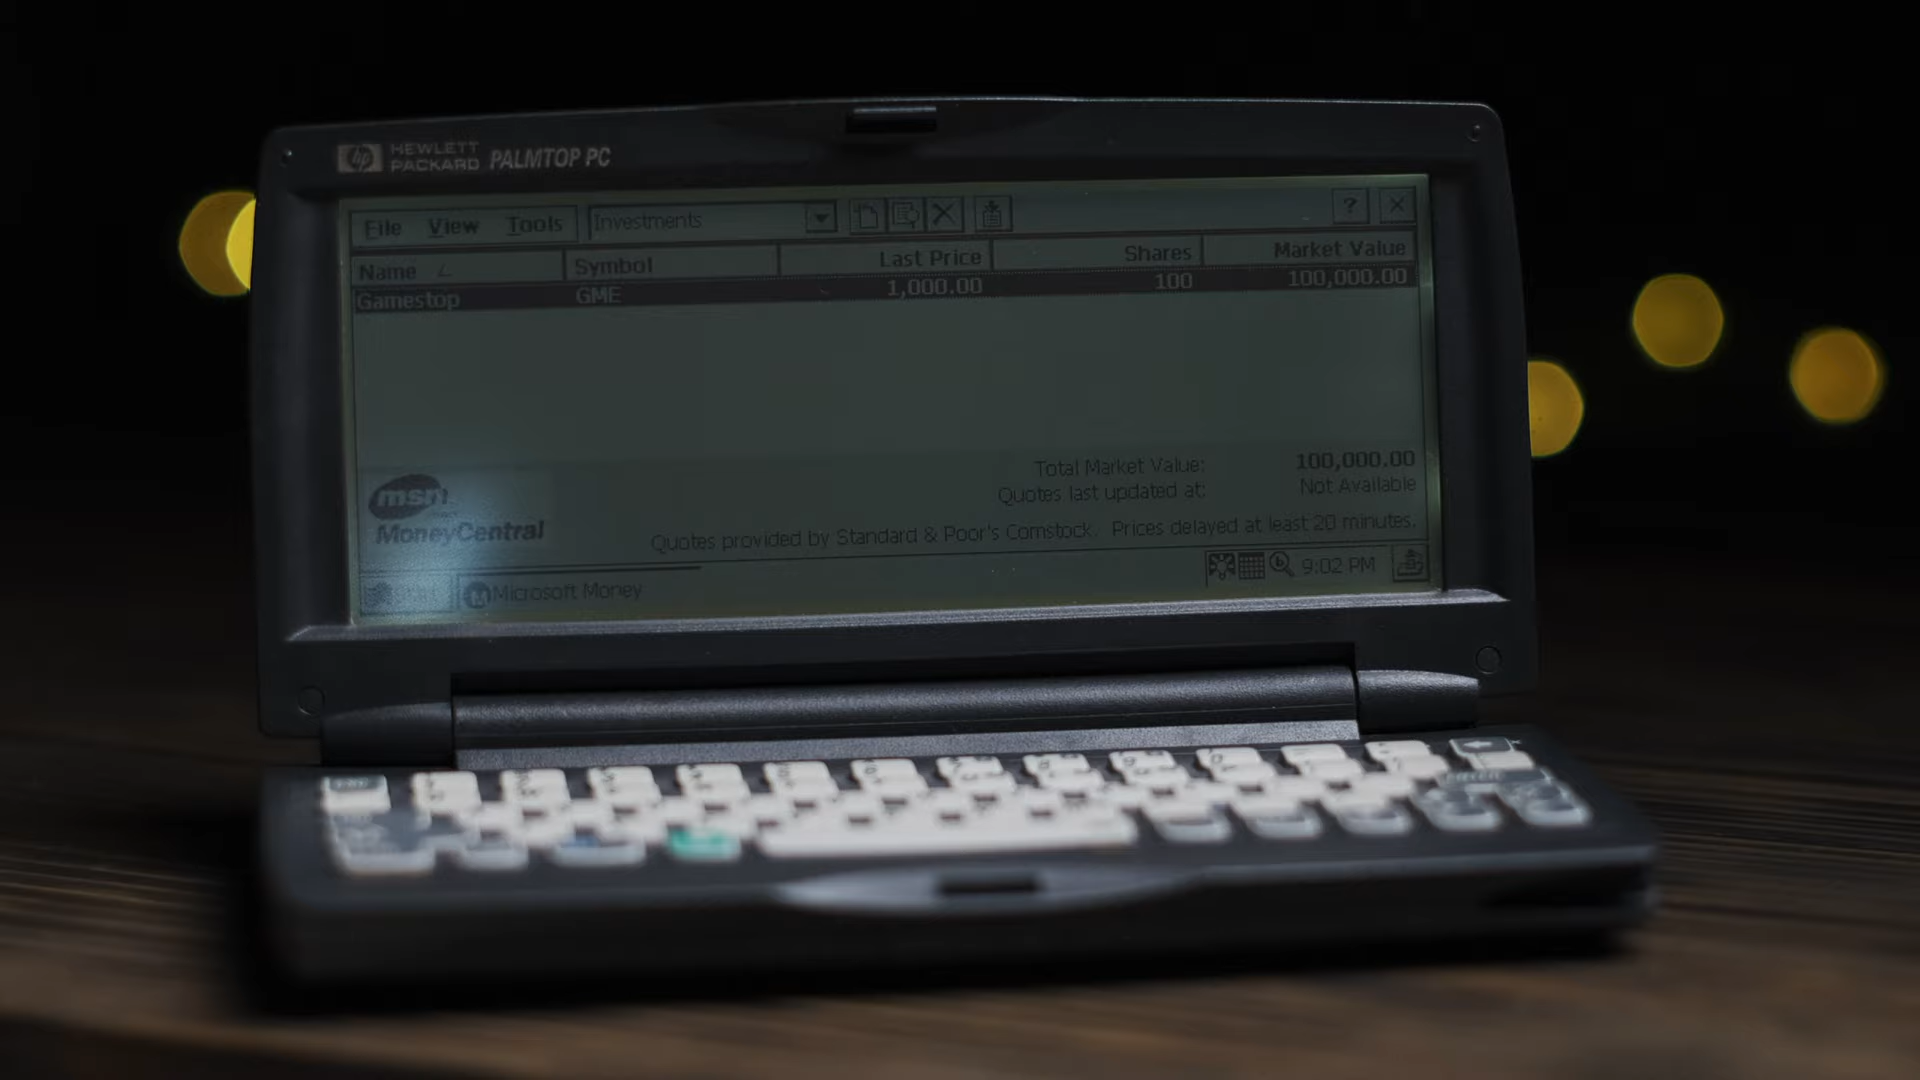 hp HEWLETT
PACKARD PALMTOP PC
File View Tools Investments ? X
Name Symbol Last Price Shares Market Value
Gamestop GME 1,000.00 100 100,000.00
Total Market Value: 100,000.00
Quotes last updated at: Not Available
msn
MoneyCentral
Quotes provided by Standard & Poor's Comstock. Prices delayed at least 20 minutes.
Microsoft Money 9:02 PM